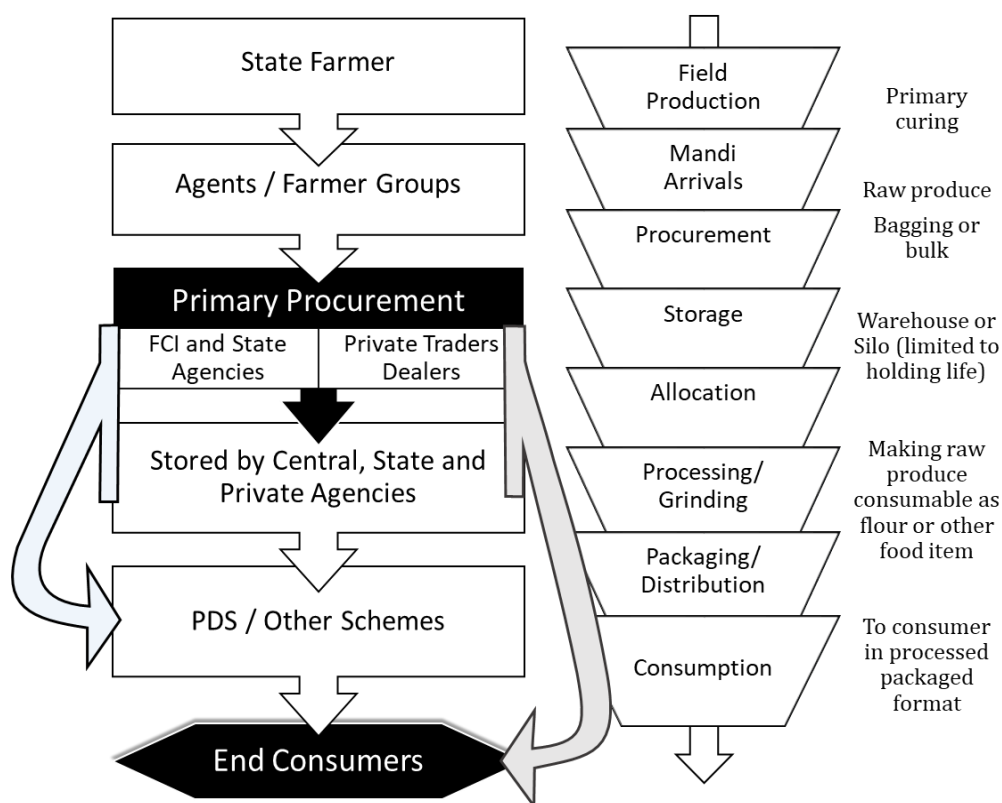 State Farmer
Agents / Farmer Groups
Primary Procurement
FCI and State
Agencies
Private Traders
Dealers
Stored by Central, State and
Private Agencies
PDS / Other Schemes
End Consumers
Field
Production
Mandi
Arrivals
Procurement
Storage
Allocation
Processing/
Grinding
Packaging/
Distribution
Consumption
Primary
curing
Raw produce
Bagging or
bulk
Warehouse or
Silo (limited to
holding life)
Making raw
produce
consumable as
flour or other
food item
To consumer
in processed
packaged
format